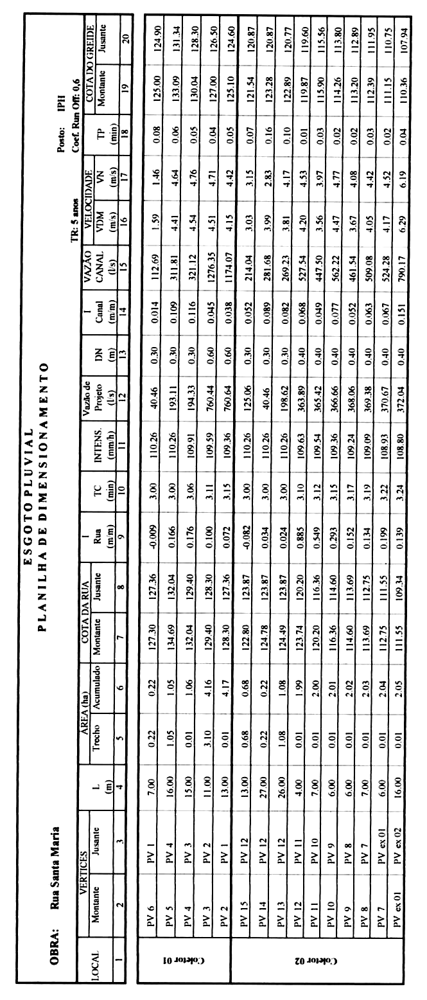 ESGOTO PLUVIAL
PLANILHA DE DIMENSIONAMENTO
OBRA: Rua Santa Maria
TR: 5 anos
Posto: IPH
Coef. Run Off: 0,6
LOCAL VERTICES L ÁREA (ha) COTA DA RUA I TC INTENS. Vazão de DN I VAZÃO VELOCIDADE TP COTA DO GREIDE
Montante Jusante (m) Trecho Acumulado Montante Jusante Rua (min) (mm/h) Projeto (m) Canal CANAL VDM VN (min) Montante Jusante
(m/m) (l/s) (m/m) (l/s) (m/s) (m/s)
1 2 3 4 5 6 7 8 9 10 11 12 13 14 15 16 17 18 19 20
Coletor 01
PV 6 PV 1 7.00 0.22 0.22 127.30 127.36 -0.009 3.00 110.26 40.46 0.30 0.014 112.69 1.59 1.46 0.08 125.00 124.90
PV 5 PV 4 16.00 1.05 1.05 134.69 132.04 0.166 3.00 110.26 193.11 0.30 0.109 311.81 4.41 4.64 0.06 133.09 131.34
PV 4 PV 3 15.00 0.01 1.06 132.04 129.40 0.176 3.06 109.91 194.33 0.30 0.116 321.12 4.54 4.76 0.05 130.04 128.30
PV 3 PV 2 11.00 3.10 4.16 129.40 128.30 0.100 3.11 109.59 760.44 0.60 0.045 1276.35 4.51 4.71 0.04 127.00 126.50
PV 2 PV 1 13.00 0.01 4.17 128.30 127.36 0.072 3.15 109.36 760.64 0.60 0.038 1174.07 4.15 4.42 0.05 125.10 124.60
Coletor 02
PV 15 PV 12 13.00 0.68 0.68 122.80 123.87 -0.082 3.00 110.26 125.06 0.30 0.052 214.04 3.03 3.15 0.07 121.54 120.87
PV 14 PV 12 27.00 0.22 0.22 124.78 123.87 0.034 3.00 110.26 40.46 0.30 0.089 281.68 3.99 2.83 0.16 123.28 120.87
PV 13 PV 12 26.00 1.08 1.08 124.49 123.87 0.024 3.00 110.26 198.62 0.30 0.082 269.23 3.81 4.17 0.10 122.89 120.77
PV 12 PV 11 4.00 0.01 1.99 123.74 120.20 0.885 3.10 109.63 363.89 0.40 0.068 527.54 4.20 4.53 0.01 119.87 119.60
PV 11 PV 10 7.00 0.01 2.00 120.20 116.36 0.549 3.12 109.54 365.42 0.40 0.049 447.50 3.56 3.97 0.03 115.90 115.56
PV 10 PV 9 6.00 0.01 2.01 116.36 114.60 0.293 3.15 109.36 366.66 0.40 0.077 562.22 4.47 4.77 0.02 114.26 113.80
PV 9 PV 8 6.00 0.01 2.02 114.60 113.69 0.152 3.17 109.24 368.06 0.40 0.052 461.54 3.67 4.08 0.02 113.20 112.89
PV 8 PV 7 7.00 0.01 2.03 113.69 112.75 0.134 3.19 109.09 369.38 0.40 0.063 509.08 4.05 4.42 0.03 112.39 111.95
PV 7 PV ex 01 6.00 0.01 2.04 112.75 111.55 0.199 3.22 108.93 370.67 0.40 0.067 524.28 4.17 4.52 0.02 111.15 110.75
PV ex 01 PV ex 02 16.00 0.01 2.05 111.55 109.34 0.139 3.24 108.80 372.04 0.40 0.151 790.17 6.29 6.19 0.04 110.36 107.94